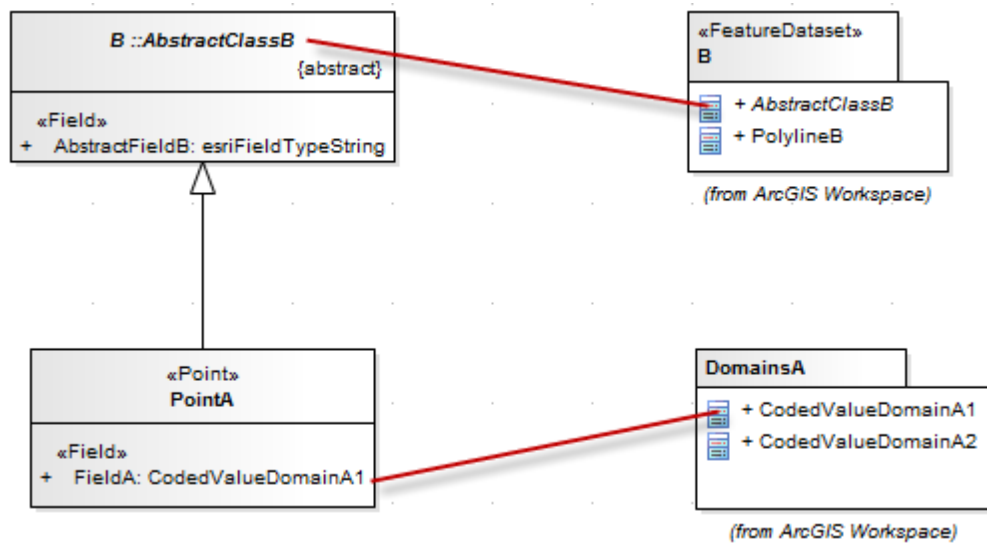 B ::AbstractClassB
{abstract}
«Field»
+ AbstractFieldB: esriFieldTypeString
«FeatureDataset»
B
+ AbstractClassB
+ PolylineB
(from ArcGIS Workspace)
«Point»
PointA
«Field»
+ FieldA: CodedValueDomainA1
DomainsA
+ CodedValueDomainA1
+ CodedValueDomainA2
(from ArcGIS Workspace)